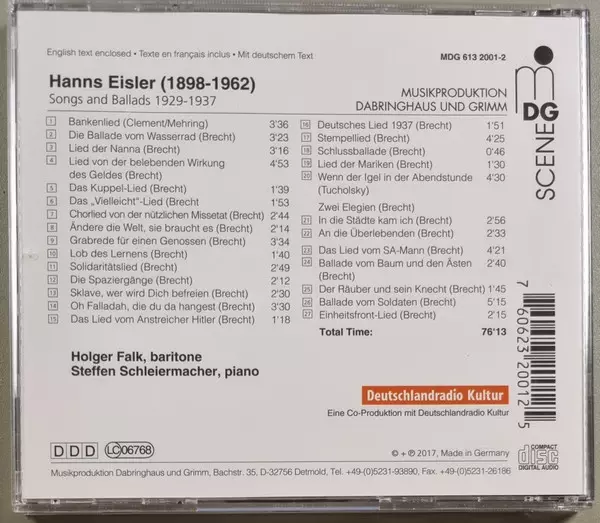 English text enclosed • Texte en français inclus • Mit deutschem Text
MDG 613 2001-2
Hanns Eisler (1898-1962)
Songs and Ballads 1929-1937
MUSIKPRODUKTION
DABRINGHAUS UND GRIMM
DG
SCENE
1 Bankenlied (Clement/Mehring) 3'36
2 Die Ballade vom Wasserrad (Brecht) 3'23
3 Lied der Nanna (Brecht) 3'16
4 Lied von der belebenden Wirkung
des Geldes (Brecht) 4'53
5 Das Kuppel-Lied (Brecht) 1'39
6 Das „Vielleicht"-Lied (Brecht) 1'53
7 Chorlied von der nützlichen Missetat (Brecht) 2'44
8 Ändere die Welt, sie braucht es (Brecht) 2'14
9 Grabrede für einen Genossen (Brecht) 3'34
10 Lob des Lernens (Brecht) 1'40
11 Solidaritätslied (Brecht) 2'49
12 Die Spaziergänge (Brecht) 2'12
13 Sklave, wer wird Dich befreien (Brecht) 2'30
14 Oh Falladah, die du da hangest (Brecht) 3'30
15 Das Lied vom Anstreicher Hitler (Brecht) 1'18
16 Deutsches Lied 1937 (Brecht) 1'51
17 Stempellied (Brecht) 4'25
18 Schlussballade (Brecht) 0'46
19 Lied der Mariken (Brecht) 1'30
20 Wenn der Igel in der Abendstunde 4'30
(Tucholsky)
Zwei Elegien (Brecht)
21 In die Städte kam ich (Brecht) 2'56
22 An die Überlebenden (Brecht) 2'33
23 Das Lied vom SA-Mann (Brecht) 4'21
24 Ballade vom Baum und den Ästen 2'40
(Brecht)
25 Der Räuber und sein Knecht (Brecht) 1'45
26 Ballade vom Soldaten (Brecht) 5'15
27 Einheitsfront-Lied (Brecht) 2'15
Total Time: 76'13
Holger Falk, baritone
Steffen Schleiermacher, piano
7 60623 20012 5
Deutschlandradio Kultur
Eine Co-Produktion mit Deutschlandradio Kultur
DDD
LC 06768
© + ℗ 2017, Made in Germany
COMPACT
disc
DIGITAL AUDIO
Musikproduktion Dabringhaus und Grimm, Bachstr. 35, D-32756 Detmold, Tel. +49-(0)5231-93890, Fax. +49-(0)5231-26186